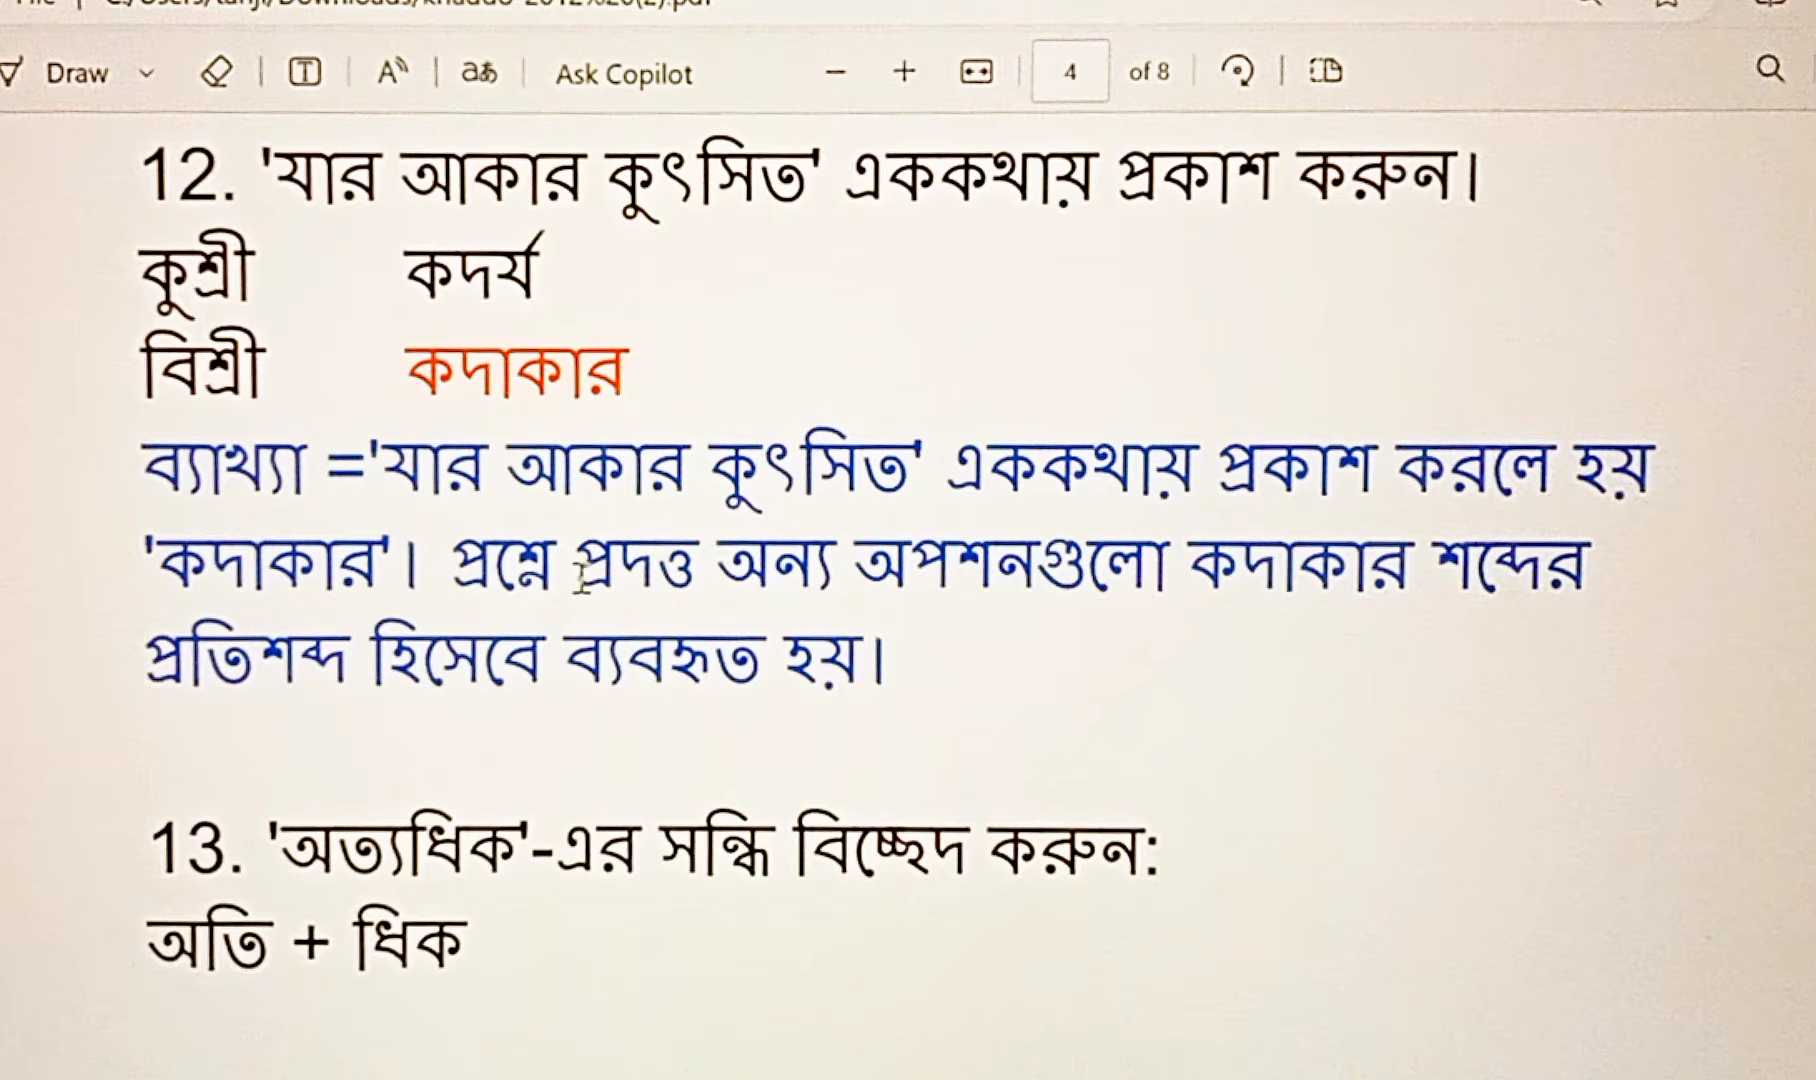 Draw T A aあ Ask Copilot − + 4 of 8
12. 'যার আকার কুৎসিত' এককথায় প্রকাশ করুন।
কুশ্রী কদর্য
বিশ্রী কদাকার
ব্যাখ্যা ='যার আকার কুৎসিত' এককথায় প্রকাশ করলে হয়
'কদাকার'। প্রশ্নে প্রদত্ত অন্য অপশনগুলো কদাকার শব্দের
প্রতিশব্দ হিসেবে ব্যবহৃত হয়।
13. 'অত্যধিক'-এর সন্ধি বিচ্ছেদ করুন:
অতি + ধিক